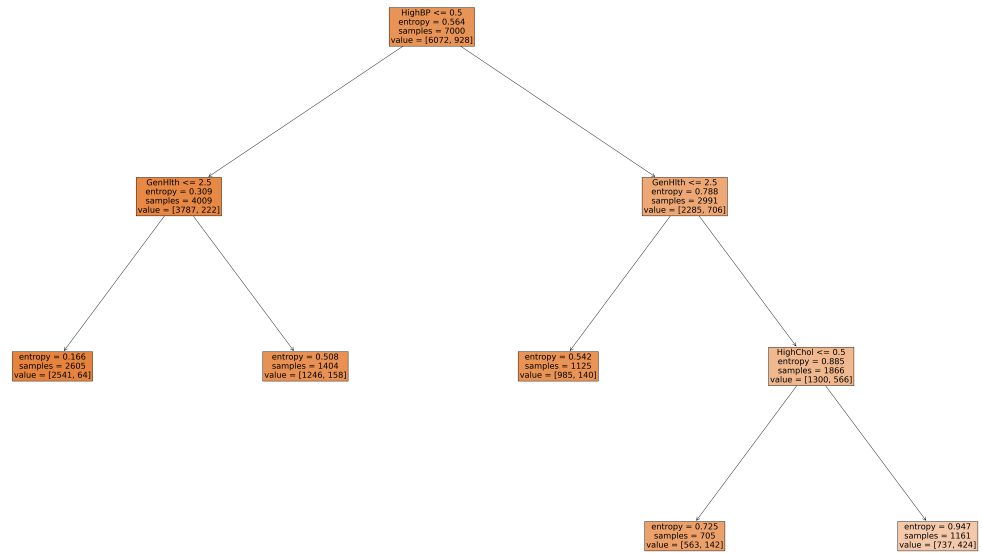 HighBP <= 0.5
entropy = 0.564
samples = 7000
value = [6072, 928]
GenHlth <= 2.5
entropy = 0.309
samples = 4009
value = [3787, 222]
GenHlth <= 2.5
entropy = 0.788
samples = 2991
value = [2285, 706]
entropy = 0.166
samples = 2605
value = [2541, 64]
entropy = 0.508
samples = 1404
value = [1246, 158]
entropy = 0.542
samples = 1125
value = [985, 140]
HighChol <= 0.5
entropy = 0.885
samples = 1866
value = [1300, 566]
entropy = 0.725
samples = 705
value = [563, 142]
entropy = 0.947
samples = 1161
value = [737, 424]